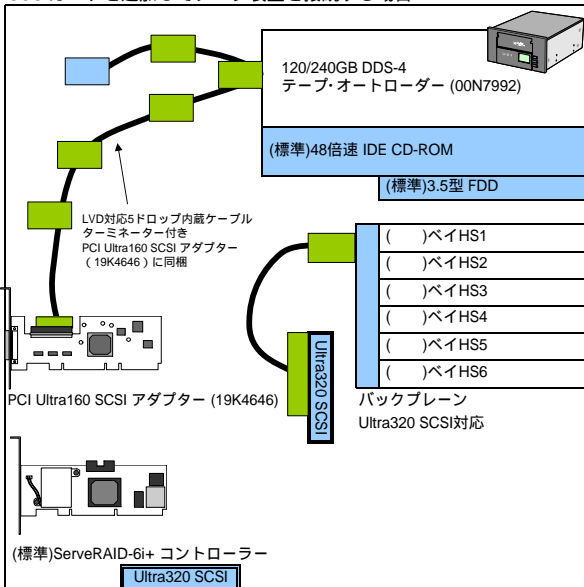 120/240GB DDS-4
テープ・オートローダー (00N7992)
(標準)48倍速 IDE CD-ROM
(標準)3.5型 FDD
LVD対応5ドロップ内蔵ケーブル
ターミネーター付き
PCI Ultra160 SCSI アダプター
(19K4646)に同梱
(　　)ベイHS1
(　　)ベイHS2
(　　)ベイHS3
(　　)ベイHS4
(　　)ベイHS5
(　　)ベイHS6
Ultra320 SCSI
PCI Ultra160 SCSI アダプター (19K4646)
バックプレーン
Ultra320 SCSI対応
(標準)ServeRAID-6i+ コントローラー
Ultra320 SCSI